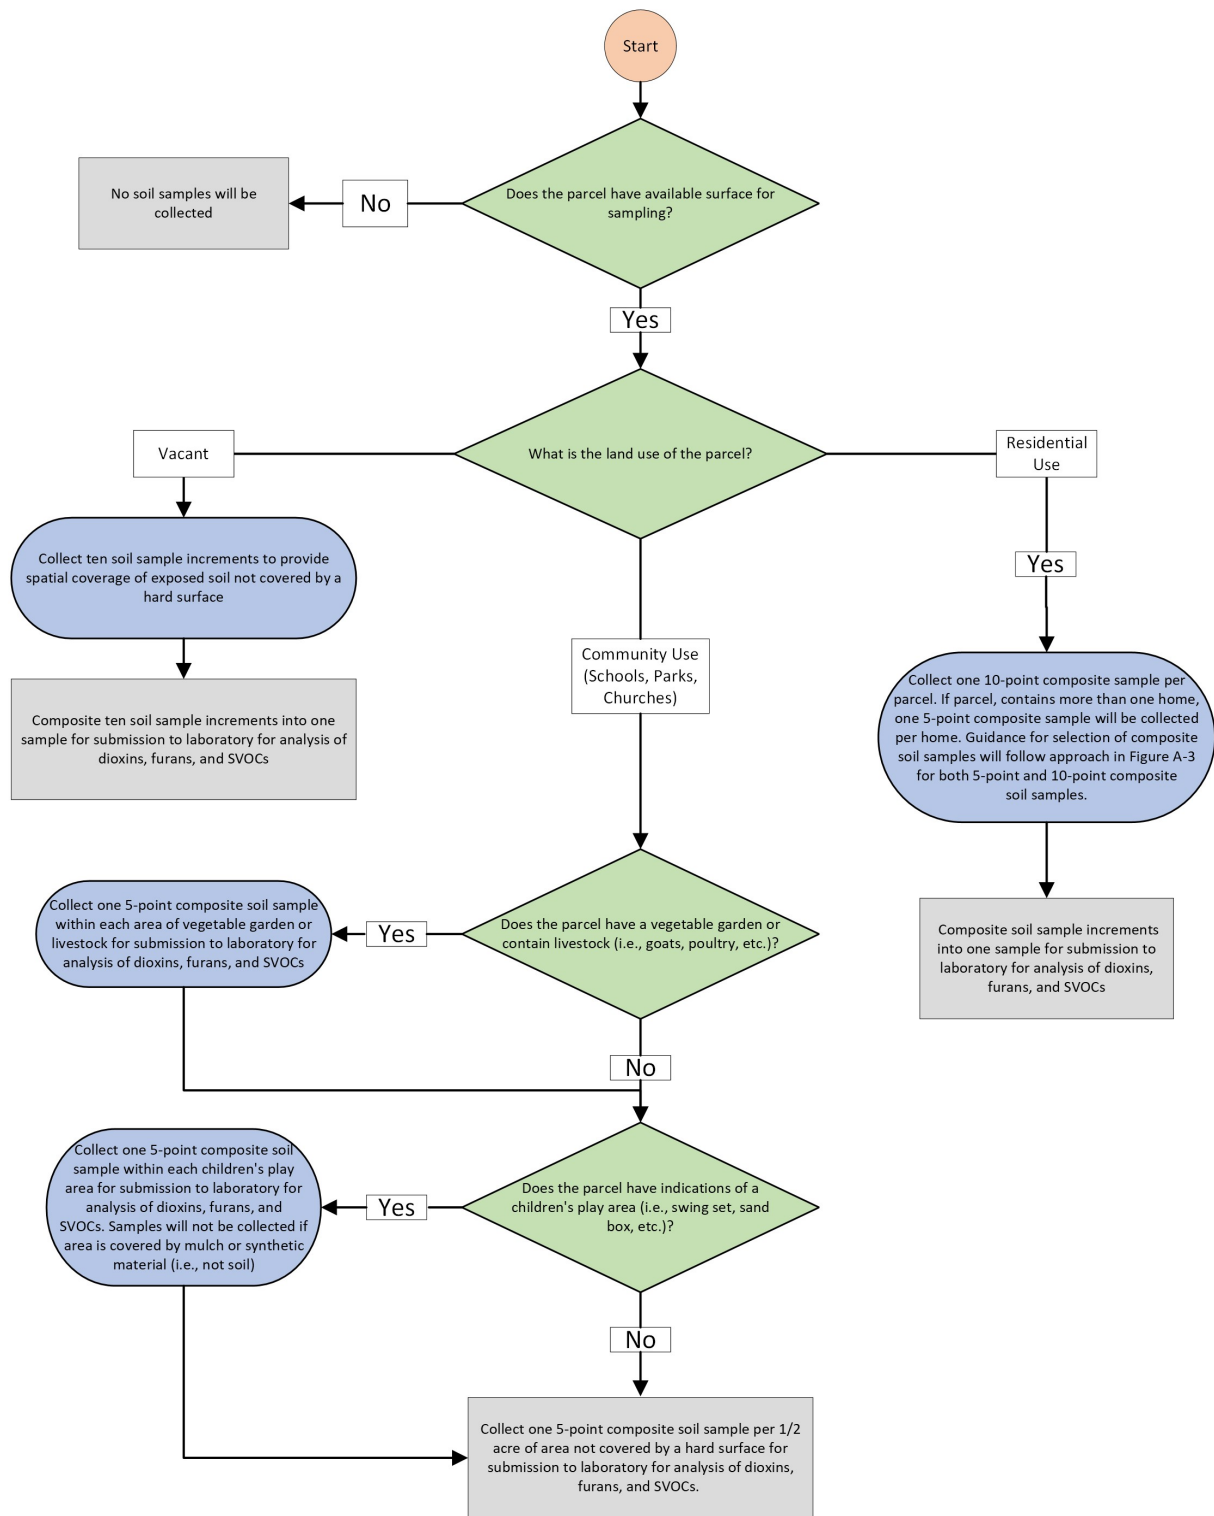 Start
Does the parcel have available surface for
sampling?
No
No soil samples will be
collected
Yes
What is the land use of the parcel?
Vacant
Collect ten soil sample increments to provide
spatial coverage of exposed soil not covered by a
hard surface
Composite ten soil sample increments into one
sample for submission to laboratory for analysis of
dioxins, furans, and SVOCs
Residential
Use
Yes
Collect one 10-point composite sample per
parcel. If parcel, contains more than one home,
one 5-point composite sample will be collected
per home. Guidance for selection of composite
soil samples will follow approach in Figure A-3
for both 5-point and 10-point composite
soil samples.
Composite soil sample increments
into one sample for submission to
laboratory for analysis of dioxins,
furans, and SVOCs
Community Use
(Schools, Parks,
Churches)
Does the parcel have a vegetable garden or
contain livestock (i.e., goats, poultry, etc.)?
Yes
Collect one 5-point composite soil sample
within each area of vegetable garden or
livestock for submission to laboratory for
analysis of dioxins, furans, and SVOCs
No
Does the parcel have indications of a
children's play area (i.e., swing set, sand
box, etc.)?
Yes
Collect one 5-point composite soil
sample within each children's play
area for submission to laboratory for
analysis of dioxins, furans, and
SVOCs. Samples will not be collected if
area is covered by mulch or synthetic
material (i.e., not soil)
No
Collect one 5-point composite soil sample per 1/2
acre of area not covered by a hard surface for
submission to laboratory for analysis of dioxins,
furans, and SVOCs.